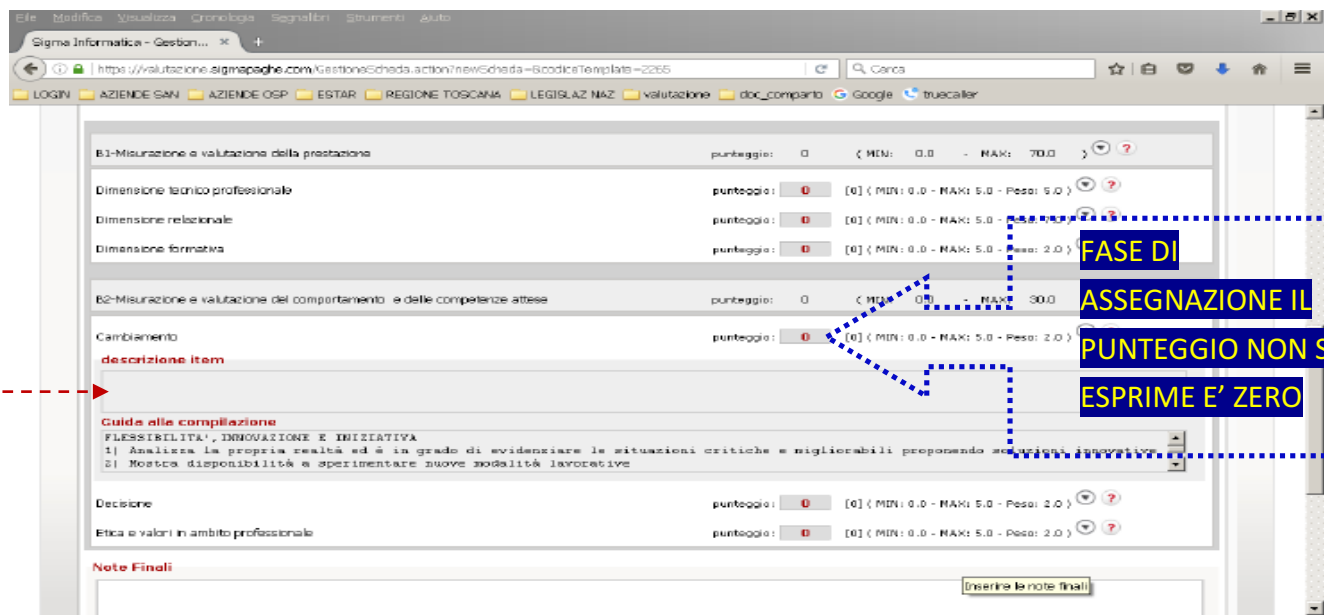 File Modifica Visualizza Cronologia Segnalibri Strumenti Aiuto
Sigma Informatica - Gestion... × +
https://valutazione.sigmapaghe.com/GestioneScheda.action?newScheda=&codiceTemplate=2265
Cerca
LOGIN AZIENDE SAN AZIENDE OSP ESTAR REGIONE TOSCANA LEGISLAZ NAZ valutazione doc_comparto Google truecaller
B1-Misurazione e valutazione della prestazione punteggio: 0 ( MIN: 0.0 - MAX: 70.0 ) ?
Dimensione tecnico professionale punteggio: 0 [0] ( MIN: 0.0 - MAX: 5.0 - Peso: 5.0 ) ?
Dimensione relazionale punteggio: 0 [0] ( MIN: 0.0 - MAX: 5.0 - Peso: 7.0 ) ?
Dimensione formativa punteggio: 0 [0] ( MIN: 0.0 - MAX: 5.0 - Peso: 2.0 )
FASE DI
ASSEGNAZIONE IL
PUNTEGGIO NON S
ESPRIME E' ZERO
B2-Misurazione e valutazione del comportamento e delle competenze attese punteggio: 0 ( MIN: 0.0 - MAX: 30.0
Cambiamento punteggio: 0 [0] ( MIN: 0.0 - MAX: 5.0 - Peso: 2.0 )
descrizione item
Guida alla compilazione
FLESSIBILITA', INNOVAZIONE E INIZIATIVA
1) Analizza la propria realtà ed è in grado di evidenziare le situazioni critiche e migliorabili proponendo soluzioni innovative
2) Mostra disponibilità a sperimentare nuove modalità lavorative
Decisione punteggio: 0 [0] ( MIN: 0.0 - MAX: 5.0 - Peso: 2.0 ) ?
Etica e valori in ambito professionale punteggio: 0 [0] ( MIN: 0.0 - MAX: 5.0 - Peso: 2.0 ) ?
Note Finali
Inserire le note finali